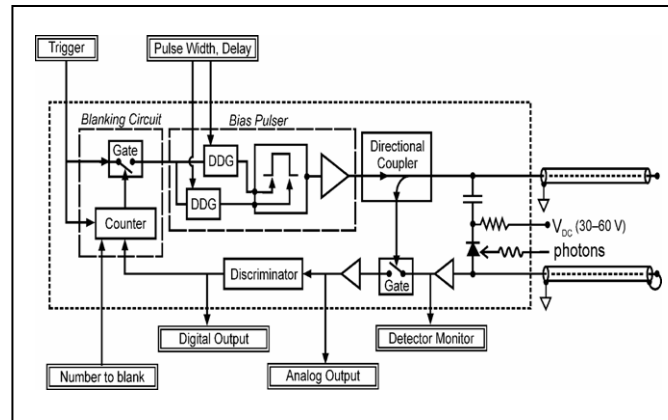 Trigger
Pulse Width, Delay
Blanking Circuit
Bias Pulser
Gate
DDG
DDG
Directional
Coupler
Counter
V_DC (30–60 V)
photons
Discriminator
Gate
Digital Output
Detector Monitor
Number to blank
Analog Output